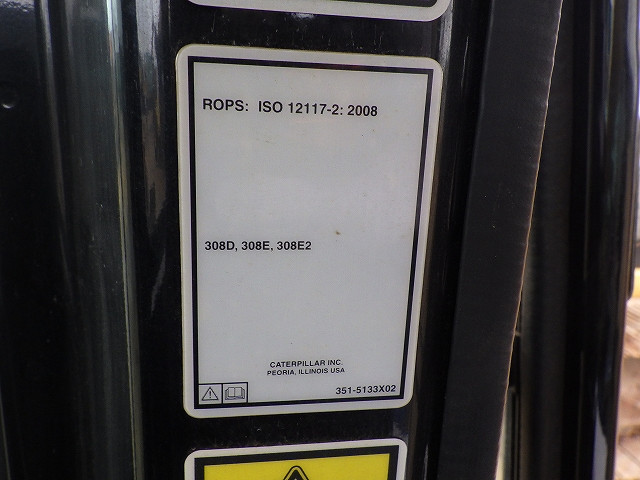 ROPS: ISO 12117-2: 2008
308D, 308E, 308E2
CATERPILLAR INC.
PEORIA, ILLINOIS USA
351-5133X02